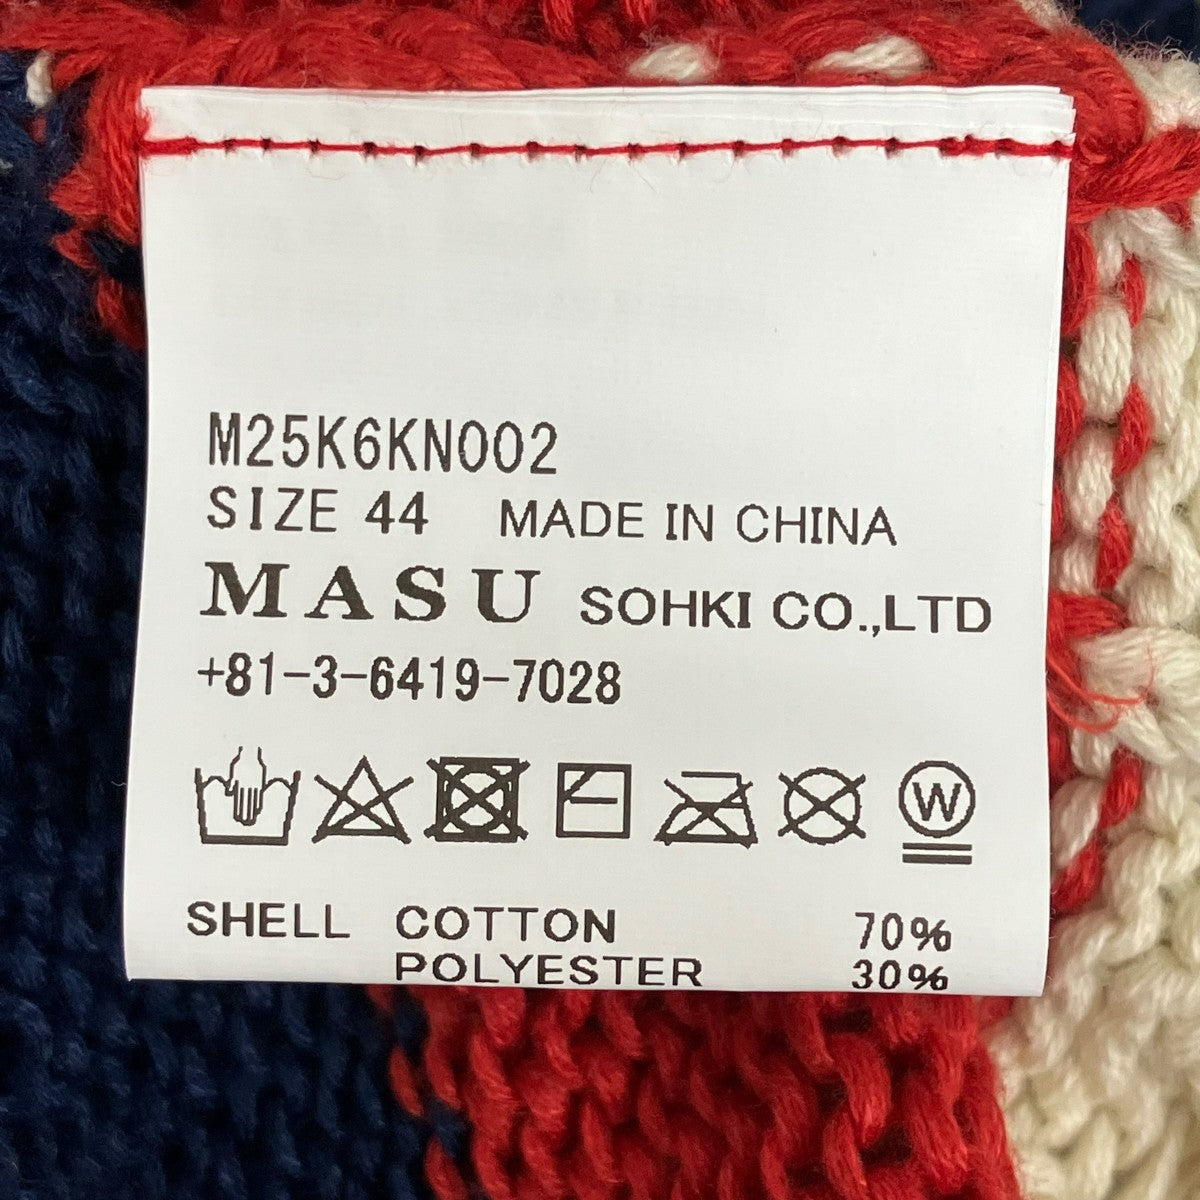 M25K6KN002
SIZE 44 MADE IN CHINA
MASU SOHKI CO.,LTD
+81-3-6419-7028
W
SHELL COTTON 70%
POLYESTER 30%